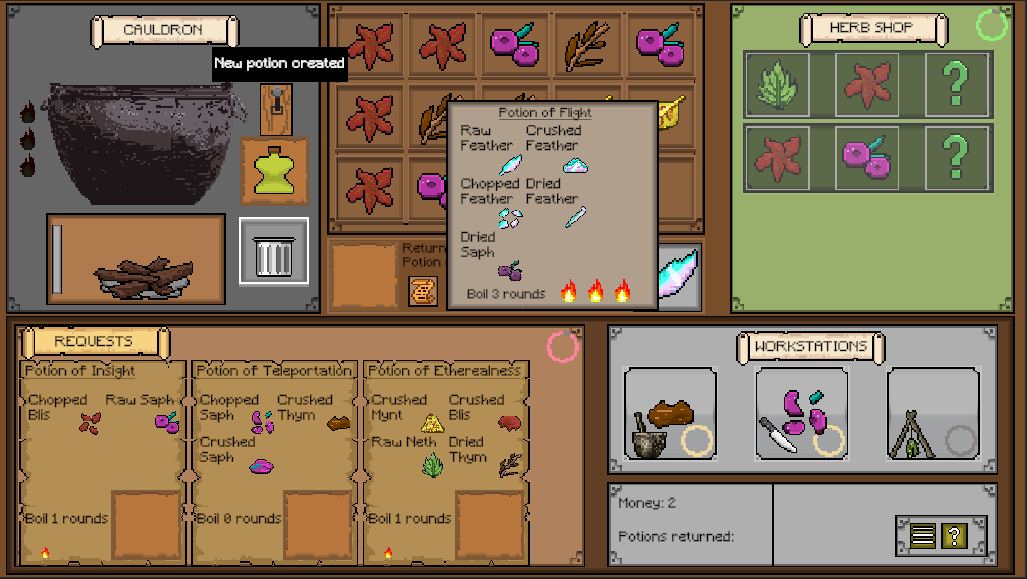 CAULDRON
New potion created
HERB SHOP
Potion of Flight
Raw Feather
Crushed Feather
Chopped Feather
Dried Feather
Dried Saph
Boil 3 rounds
Return
Potion
REQUESTS
Potion of Insight
Chopped Blis
Raw Saph
Boil 1 rounds
Potion of Teleportation
Chopped Saph
Crushed Thym
Crushed Saph
Boil 0 rounds
Potion of Etherealness
Crushed Mynt
Crushed Blis
Raw Neth
Dried Thym
Boil 1 rounds
WORKSTATIONS
Money: 2
Potions returned: